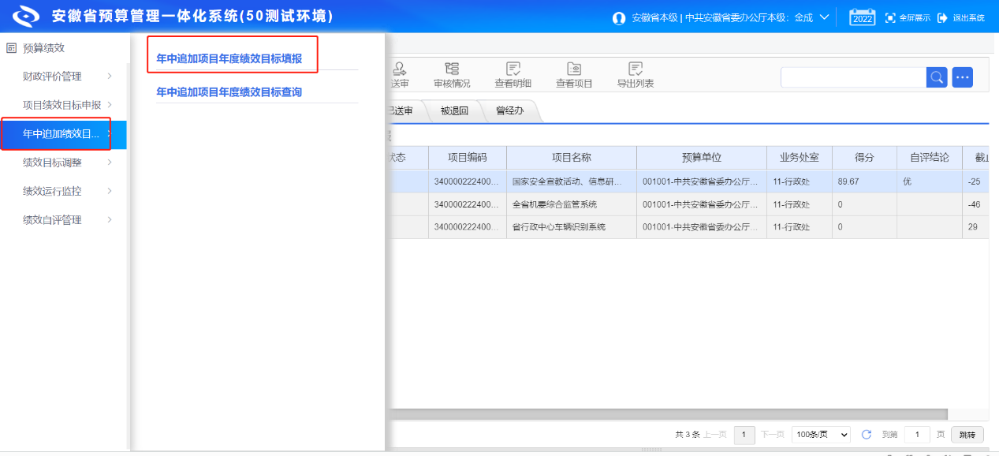 安徽省预算管理一体化系统(50测试环境)
安徽省本级 | 中共安徽省委办公厅本级：金成
2022
全屏展示
退出系统
预算绩效
财政评价管理
项目绩效目标申报
年中追加绩效目...
绩效目标调整
绩效运行监控
绩效自评管理
年中追加项目年度绩效目标填报
年中追加项目年度绩效目标查询
送审 审核情况 查看明细 查看项目 导出列表
已送审 被退回 曾经办
状态 项目编码 项目名称 预算单位 业务处室 得分 自评结论 截止
340000222400... 国家安全宣教活动、信息研... 001001-中共安徽省委办公厅... 11-行政处 89.67 优 -25
340000222400... 全省机要综合监管系统 001001-中共安徽省委办公厅... 11-行政处 0 -46
340000222400... 省行政中心车辆识别系统 001001-中共安徽省委办公厅... 11-行政处 0 29
共 3 条 上一页 1 下一页 100条/页 到第 1 页 跳转